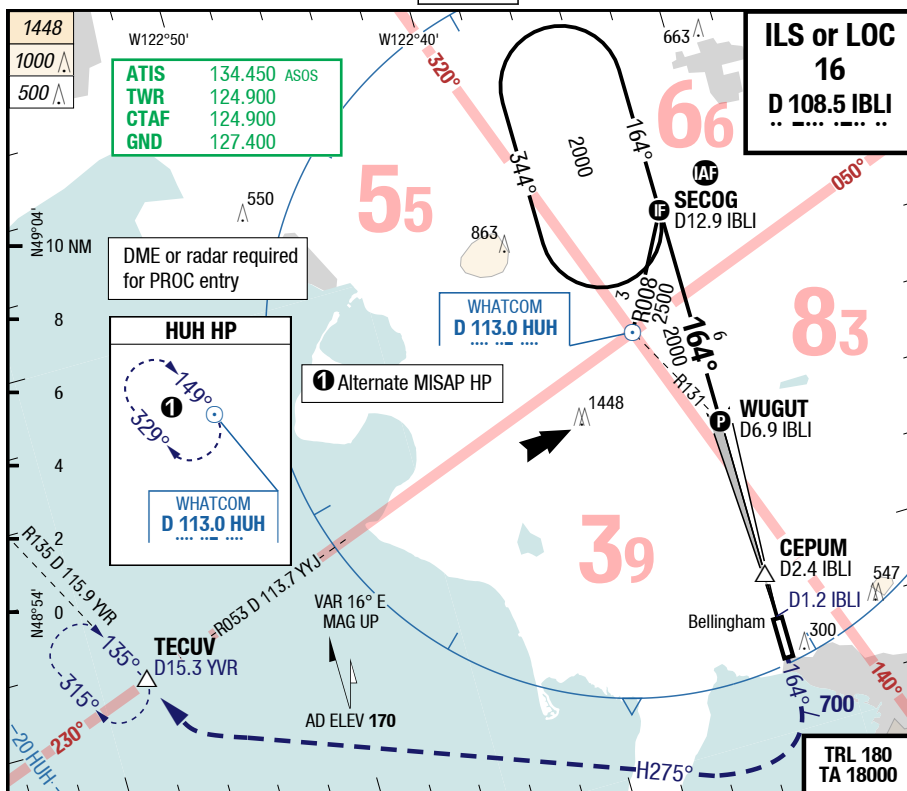 1448
1000
500
W122°50'
W122°40'
ATIS 134.450 ASOS
TWR 124.900
CTAF 124.900
GND 127.400
ILS or LOC
16
D 108.5 IBLI
663
320°
66
050°
164°
2000
344°
IAF
IF
SECOG
D12.9 IBLI
55
550
863
N49°04'
10 NM
DME or radar required
for PROC entry
WHATCOM
D 113.0 HUH
3
R008
2500
6
164°
2000
R131
83
8
HUH HP
149°
1
329°
WHATCOM
D 113.0 HUH
1 Alternate MISAP HP
1448
P
WUGUT
D6.9 IBLI
6
4
2
0
N48°54'
39
CEPUM
D2.4 IBLI
547
D1.2 IBLI
Bellingham
300
R135 D 115.9 YVR
R053 D 113.7 YYJ
VAR 16° E
MAG UP
AD ELEV 170
TECUV
D15.3 YVR
135°
315°
230°
20 HUH
164°
700
140°
H275°
TRL 180
TA 18000